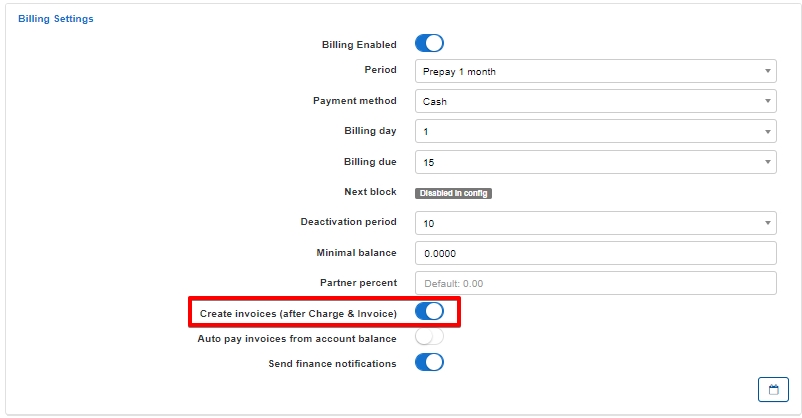 Billing Settings
Billing Enabled
Period Prepay 1 month
Payment method Cash
Billing day 1
Billing due 15
Next block Disabled in config
Deactivation period 10
Minimal balance 0.0000
Partner percent Default: 0.00
Create invoices (after Charge & Invoice)
Auto pay invoices from account balance
Send finance notifications